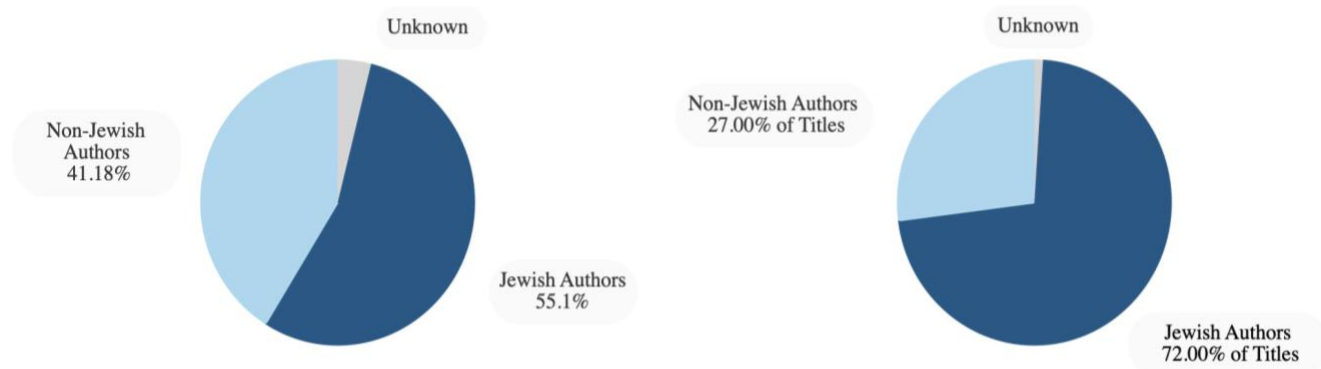 Unknown
Non-Jewish
Authors
41.18%
Jewish Authors
55.1%
Unknown
Non-Jewish Authors
27.00% of Titles
Jewish Authors
72.00% of Titles